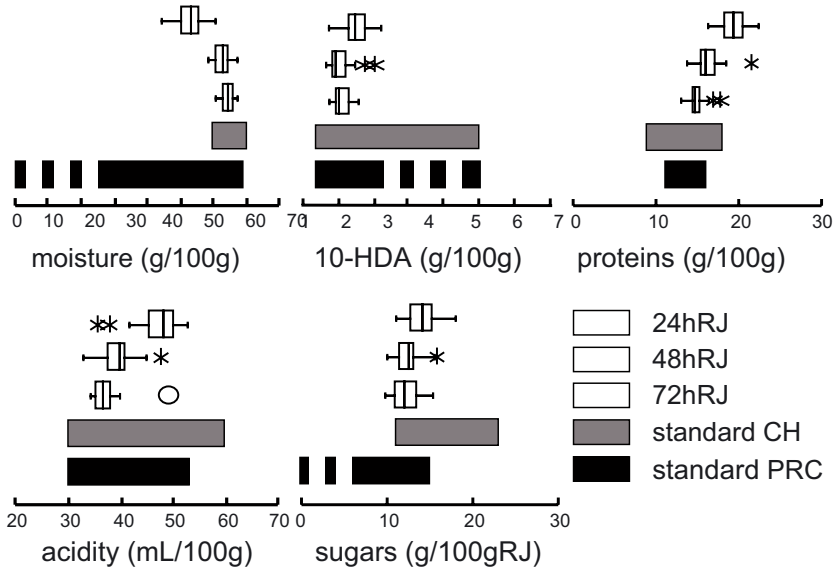 0 10 20 30 40 50 60 70
moisture (g/100g)
1 2 3 4 5 6 7
10-HDA (g/100g)
0 10 20 30
proteins (g/100g)
24hRJ
48hRJ
72hRJ
standard CH
standard PRC
20 30 40 50 60 70
acidity (mL/100g)
0 10 20 30
sugars (g/100gRJ)